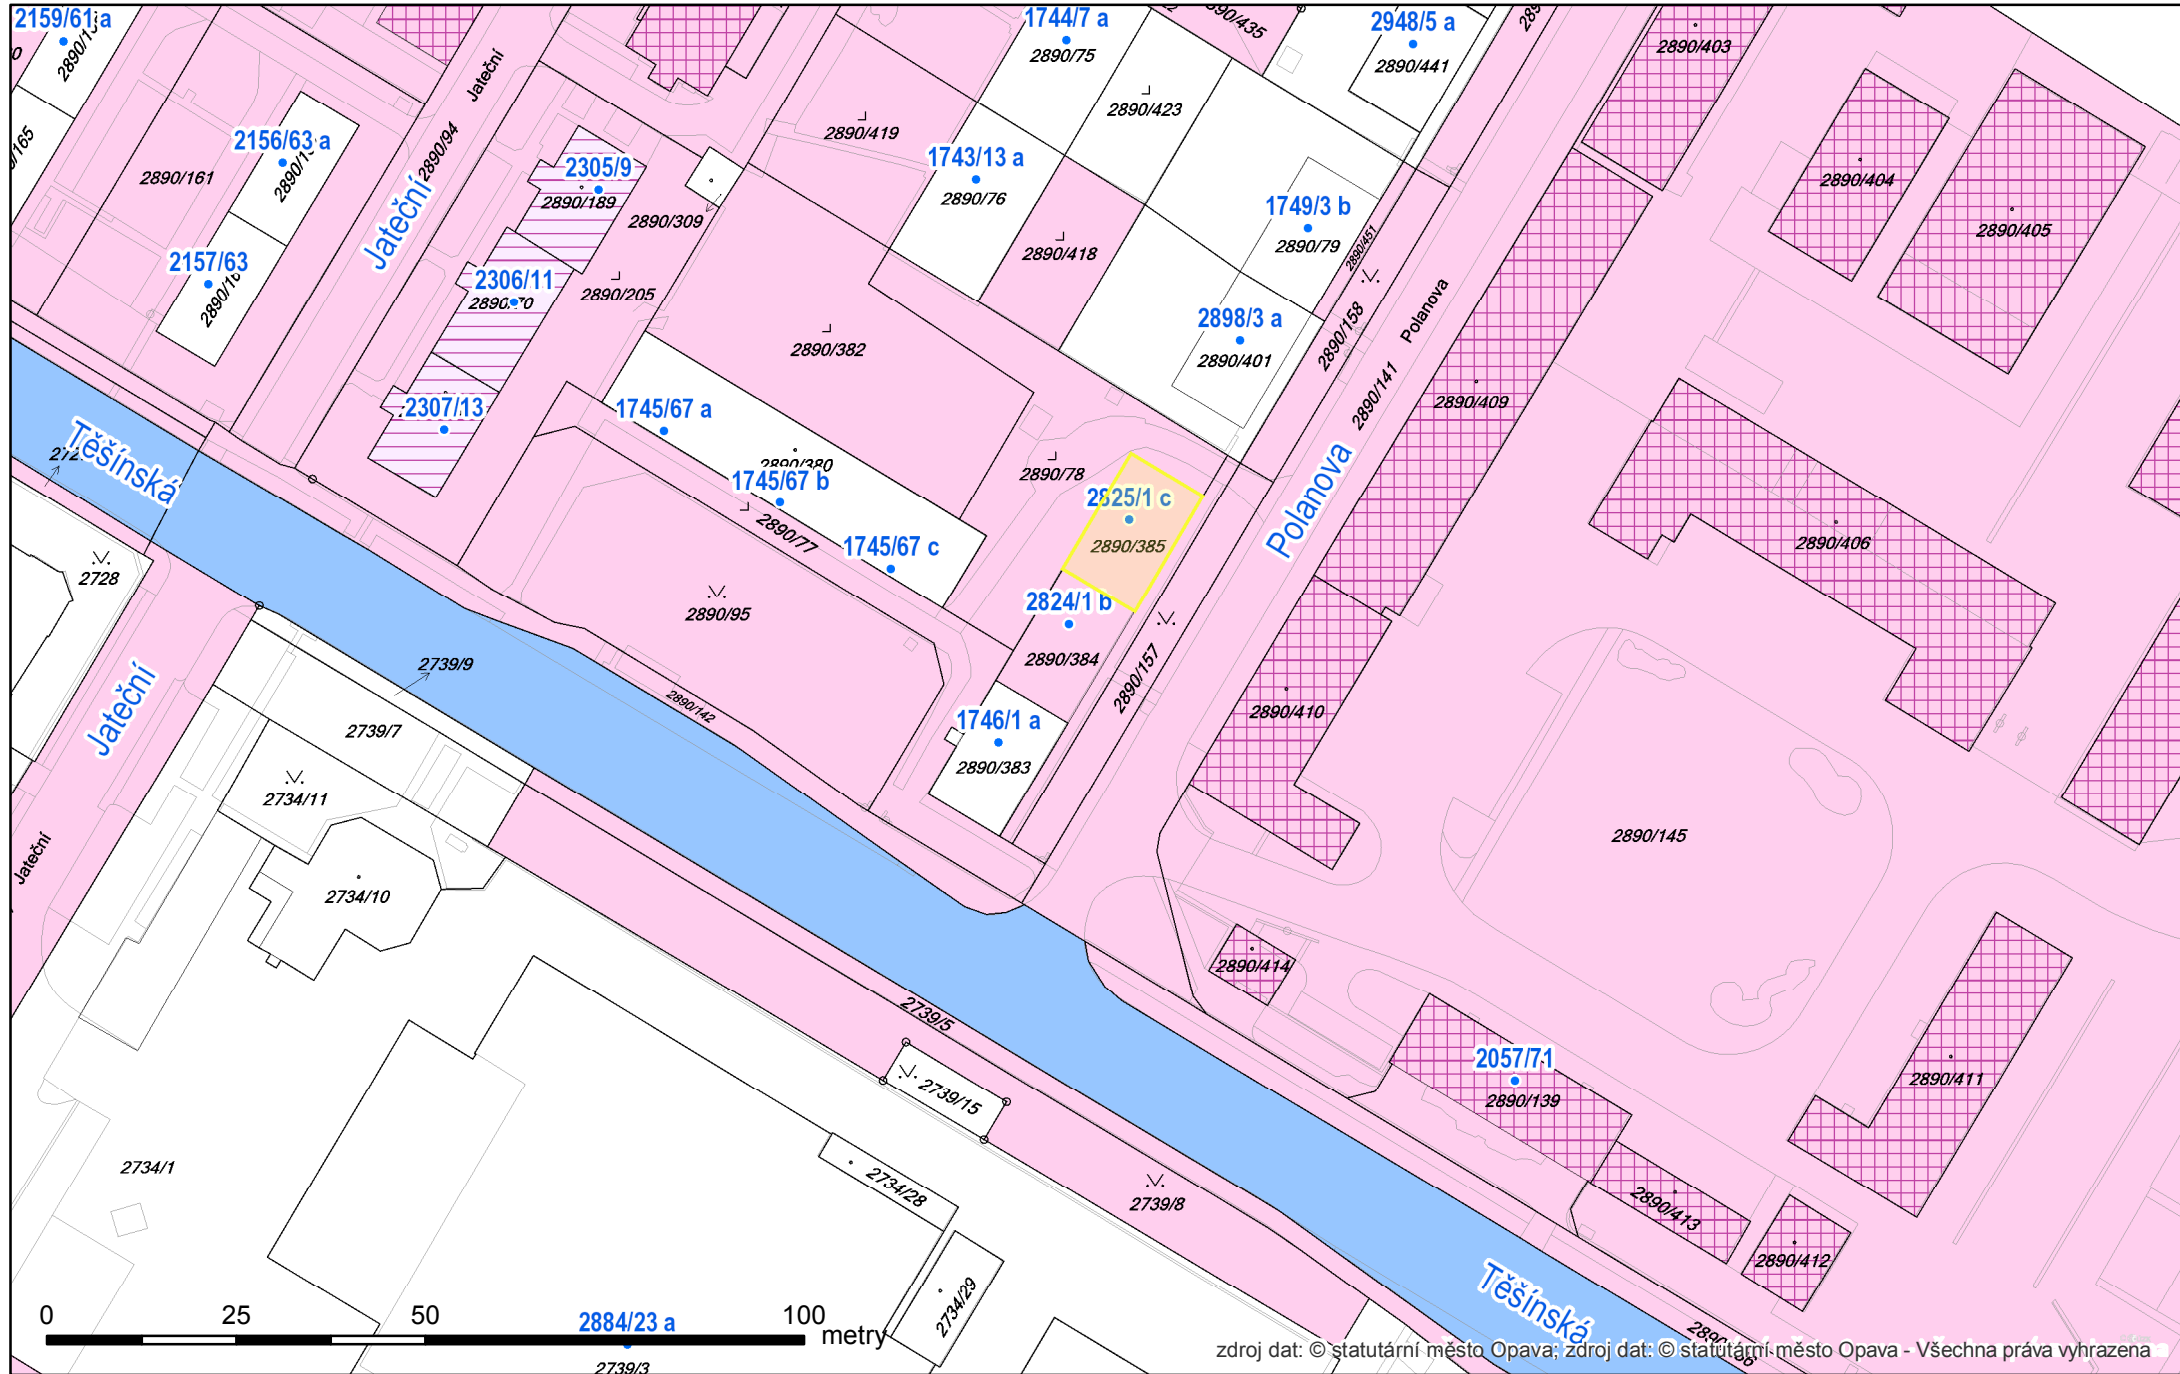 2159/61 a
1744/7 a
2948/5 a
2890/75
2890/441
2890/403
2890/435
Jateční
2890/94
2156/63 a
2890/161
2890/165
2157/63
Jateční
2305/9
2890/189
2890/309
2306/11
2890/205
2307/13
2890/419
2890/423
1743/13 a
2890/76
2890/418
1749/3 b
2890/79
2890/451
2898/3 a
2890/401
2890/158
Polanova
2890/141
2890/404
2890/405
2890/409
2890/382
1745/67 a
2890/380
1745/67 b
2890/77
1745/67 c
2890/78
2825/1 c
2890/385
2824/1 b
2890/384
2890/157
Polanova
2890/406
Těšínská
2728
2890/95
2739/9
2890/142
Jateční
2739/7
2734/11
1746/1 a
2890/383
2890/410
2890/145
Jateční
2734/10
2890/414
2739/5
2739/15
2057/71
2890/139
2890/411
2734/1
2734/28
2739/8
2890/413
2890/412
2734/29
Těšínská
0 25 50 100
metry
2884/23 a
2739/3
zdroj dat: © statutární město Opava; zdroj dat: © statutární město Opava - Všechna práva vyhrazena